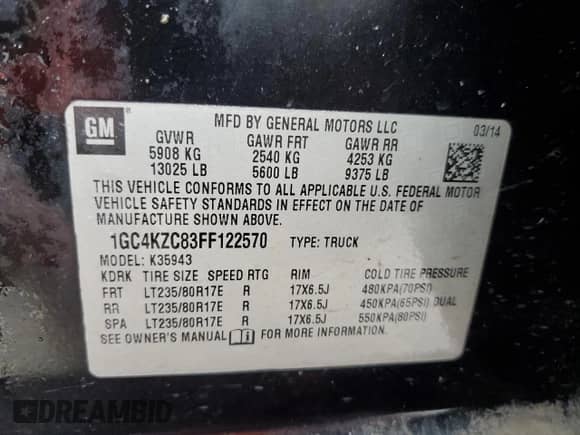 GM
MFD BY GENERAL MOTORS LLC 03/14
GVWR GAWR FRT GAWR RR
5908 KG 2540 KG 4253 KG
13025 LB 5600 LB 9375 LB
THIS VEHICLE CONFORMS TO ALL APPLICABLE U.S. FEDERAL MOTOR
VEHICLE SAFETY STANDARDS IN EFFECT ON THE DATE OF
MANUFACTURE SHOWN ABOVE.
1GC4KZC83FF122570 TYPE: TRUCK
MODEL: K35943
KDRK TIRE SIZE SPEED RTG RIM COLD TIRE PRESSURE
FRT LT235/80R17E R 17X6.5J 480KPA(70PSI)
RR LT235/80R17E R 17X6.5J 450KPA(65PSI) DUAL
SPA LT235/80R17E R 17X6.5J 550KPA(80PSI)
SEE OWNER'S MANUAL FOR MORE INFORMATION.
DREAMBID